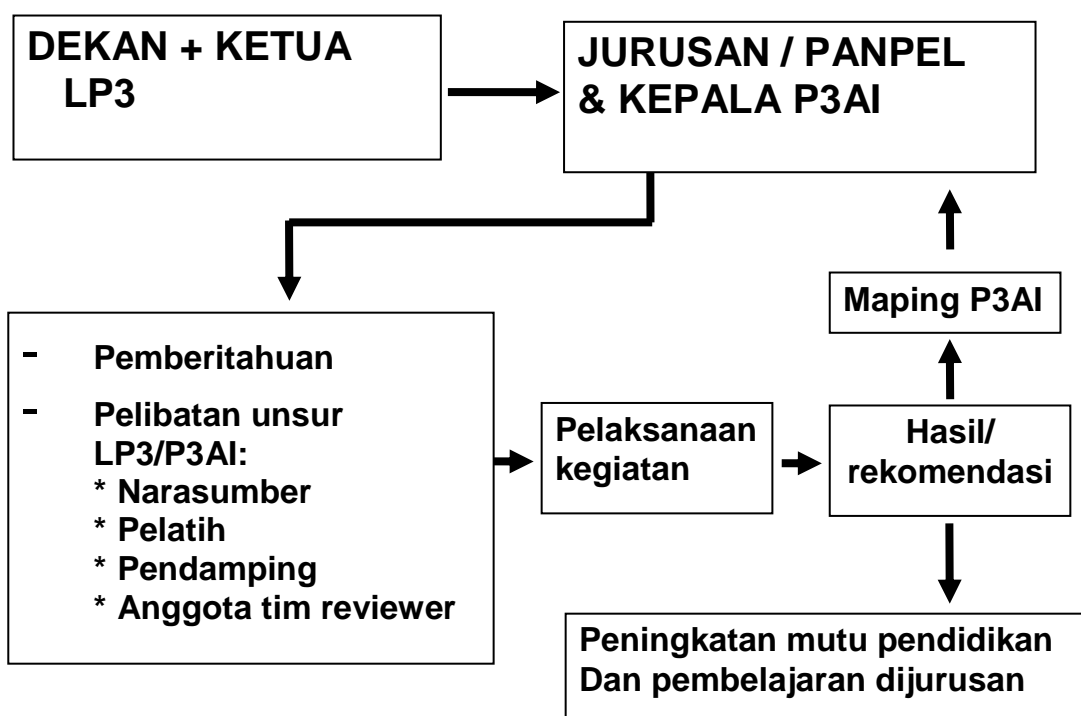 DEKAN + KETUA
LP3
JURUSAN / PANPEL
& KEPALA P3AI
Maping P3AI
- Pemberitahuan
- Pelibatan unsur
LP3/P3AI:
* Narasumber
* Pelatih
* Pendamping
* Anggota tim reviewer
Pelaksanaan
kegiatan
Hasil/
rekomendasi
Peningkatan mutu pendidikan
Dan pembelajaran dijurusan